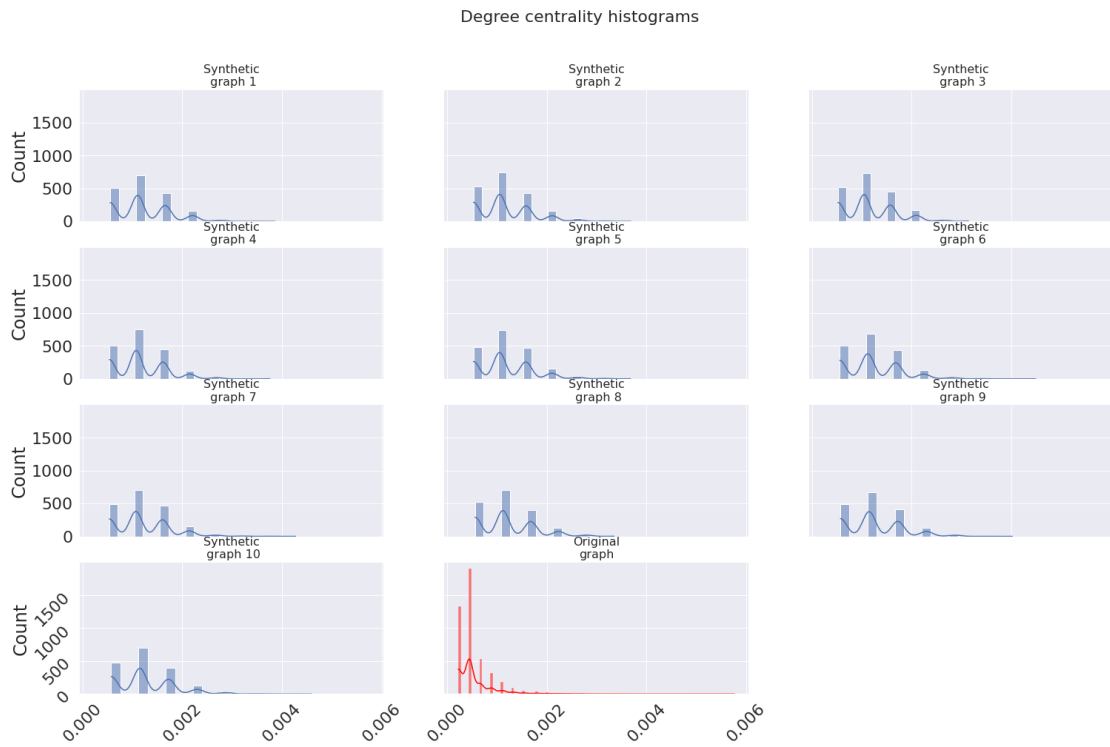 Degree centrality histograms
Synthetic
graph 1
Synthetic
graph 2
Synthetic
graph 3
1500
1000
500
0
Count
Synthetic
graph 4
Synthetic
graph 5
Synthetic
graph 6
1500
1000
500
0
Count
Synthetic
graph 7
Synthetic
graph 8
Synthetic
graph 9
1500
1000
500
0
Count
Synthetic
graph 10
Original
graph
1500
1000
500
0
Count
0.000
0.002
0.004
0.006
0.000
0.002
0.004
0.006